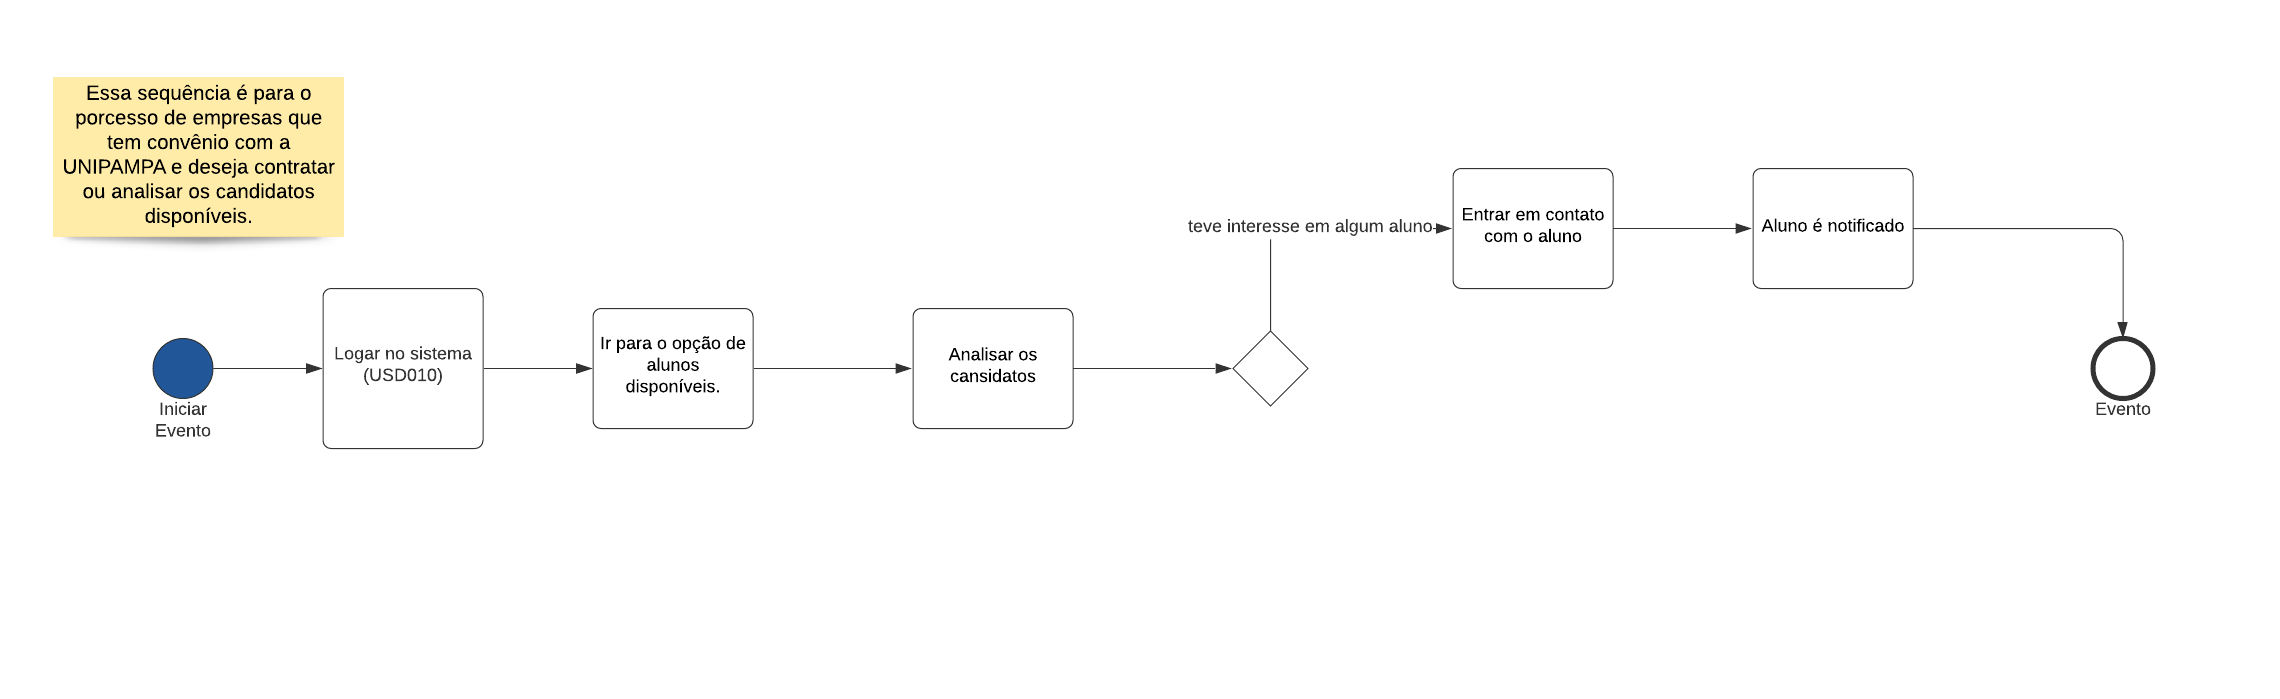 Essa sequência é para o
porcesso de empresas que
tem convênio com a
UNIPAMPA e deseja contratar
ou analisar os candidatos
disponíveis.
Iniciar
Evento
Logar no sistema
(USD010)
Ir para o opção de
alunos
disponíveis.
Analisar os
cansidatos
teve interesse em algum aluno
Entrar em contato
com o aluno
Aluno é notificado
Evento